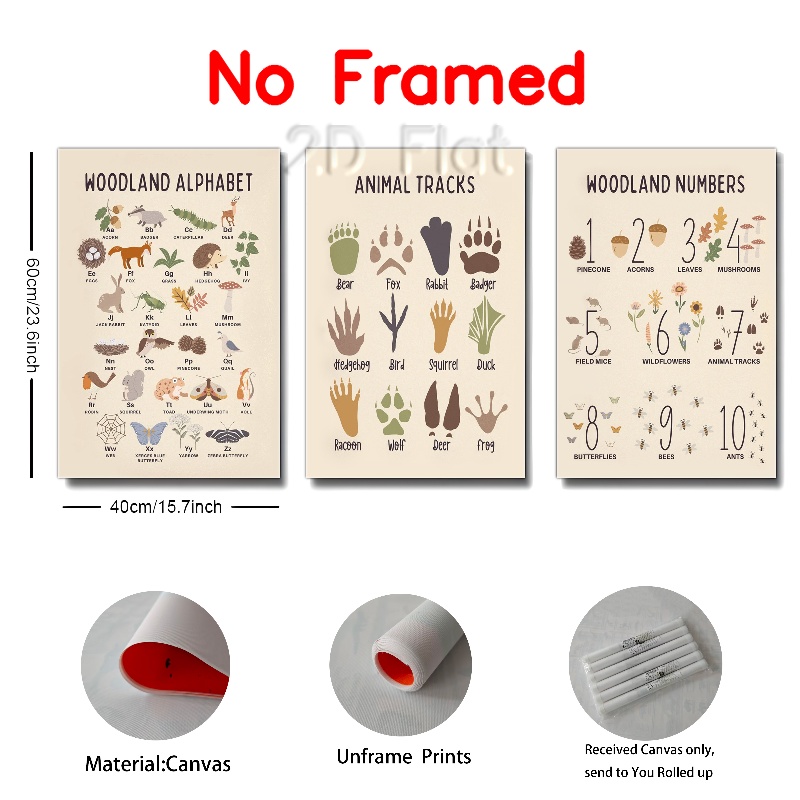 No Framed
2D Flat
60cm/23.6inch
WOODLAND ALPHABET
Aa Bb Cc Dd
ACORN BADGER CATERPILLAR DEER
Ee Ff Gg Hh Ii
EGGS FOX GRASS HEDGEHOG IVY
Jj Kk Ll Mm
JACK RABBIT KATYDID LEAVES MUSHROOM
Nn Oo Pp Qq
NEST OWL PINECONE QUAIL
Rr Ss Tt Uu Vv
ROBIN SQUIRREL TOAD UNDERWING MOTH VOLE
Ww Xx Yy Zz
WEB XERCES BLUE BUTTERFLY YARROW ZEBRA BUTTERFLY
40cm/15.7inch
ANIMAL TRACKS
Bear Fox Rabbit Badger
Hedgehog Bird Squirrel Duck
Racoon Wolf Deer frog
WOODLAND NUMBERS
1 2 3 4
PINECONE ACORNS LEAVES MUSHROOMS
5 6 7
FIELD MICE WILDFLOWERS ANIMAL TRACKS
8 9 10
BUTTERFLIES BEES ANTS
Material:Canvas
Unframe Prints
Received Canvas only,
send to You Rolled up